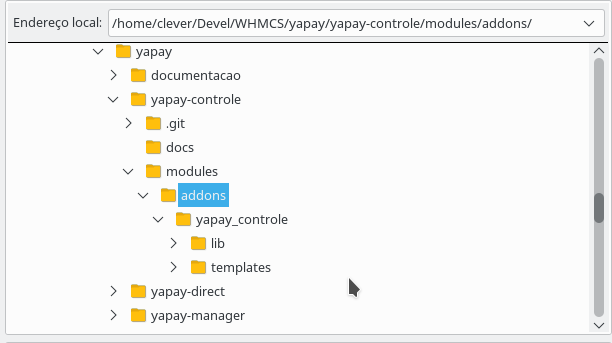 Endereço local: /home/clever/Devel/WHMCS/yapay/yapay-controle/modules/addons/
yapay
documentacao
yapay-controle
.git
docs
modules
addons
yapay_controle
lib
templates
yapay-direct
yapay-manager